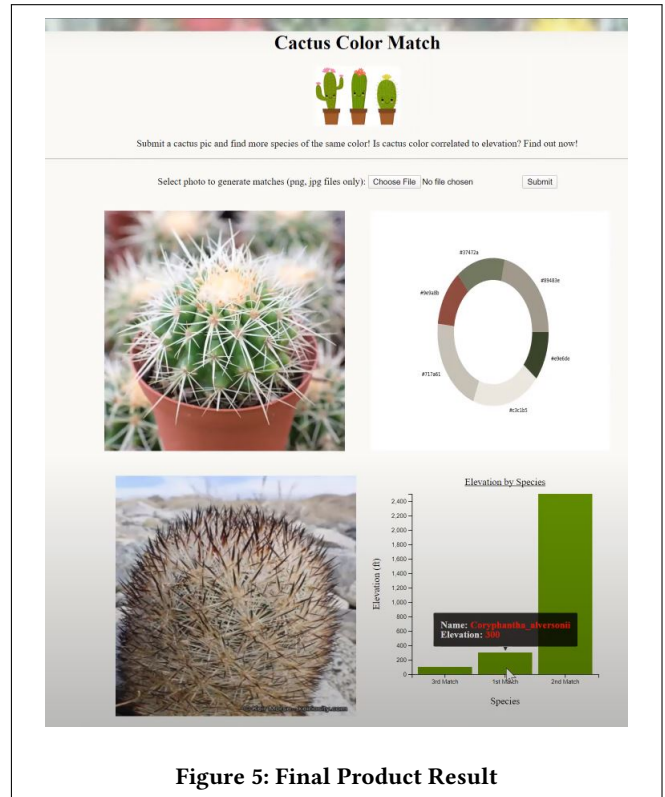 Cactus Color Match
Submit a cactus pic and find more species of the same color! Is cactus color correlated to elevation? Find out now!
Select photo to generate matches (png, jpg files only): Choose File No file chosen Submit
#37472a
#89483e
#9e9a8b
#e9e6de
#717a61
#c3c1b5
Elevation by Species
Elevation (ft)
2,400
2,200
2,000
1,800
1,600
1,400
1,200
1,000
800
600
400
200
0
Name: Coryphantha_alversonii
Elevation: 300
3rd Match 1st Match 2nd Match
Species
Figure 5: Final Product Result